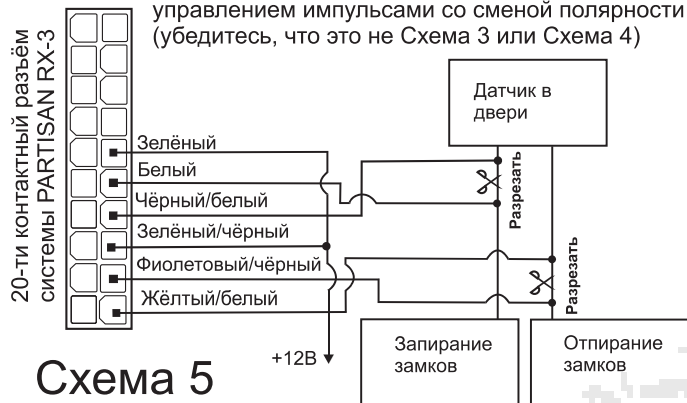 управлением импульсами со сменой полярности
(убедитесь, что это не Схема 3 или Схема 4)
20-ти контактный разъём
системы PARTISAN RX-3
Датчик в
двери
Зелёный
Белый
Чёрный/белый
Зелёный/чёрный
Фиолетовый/чёрный
Жёлтый/белый
Разрезать
Разрезать
+12В
Запирание
замков
Отпирание
замков
Схема 5